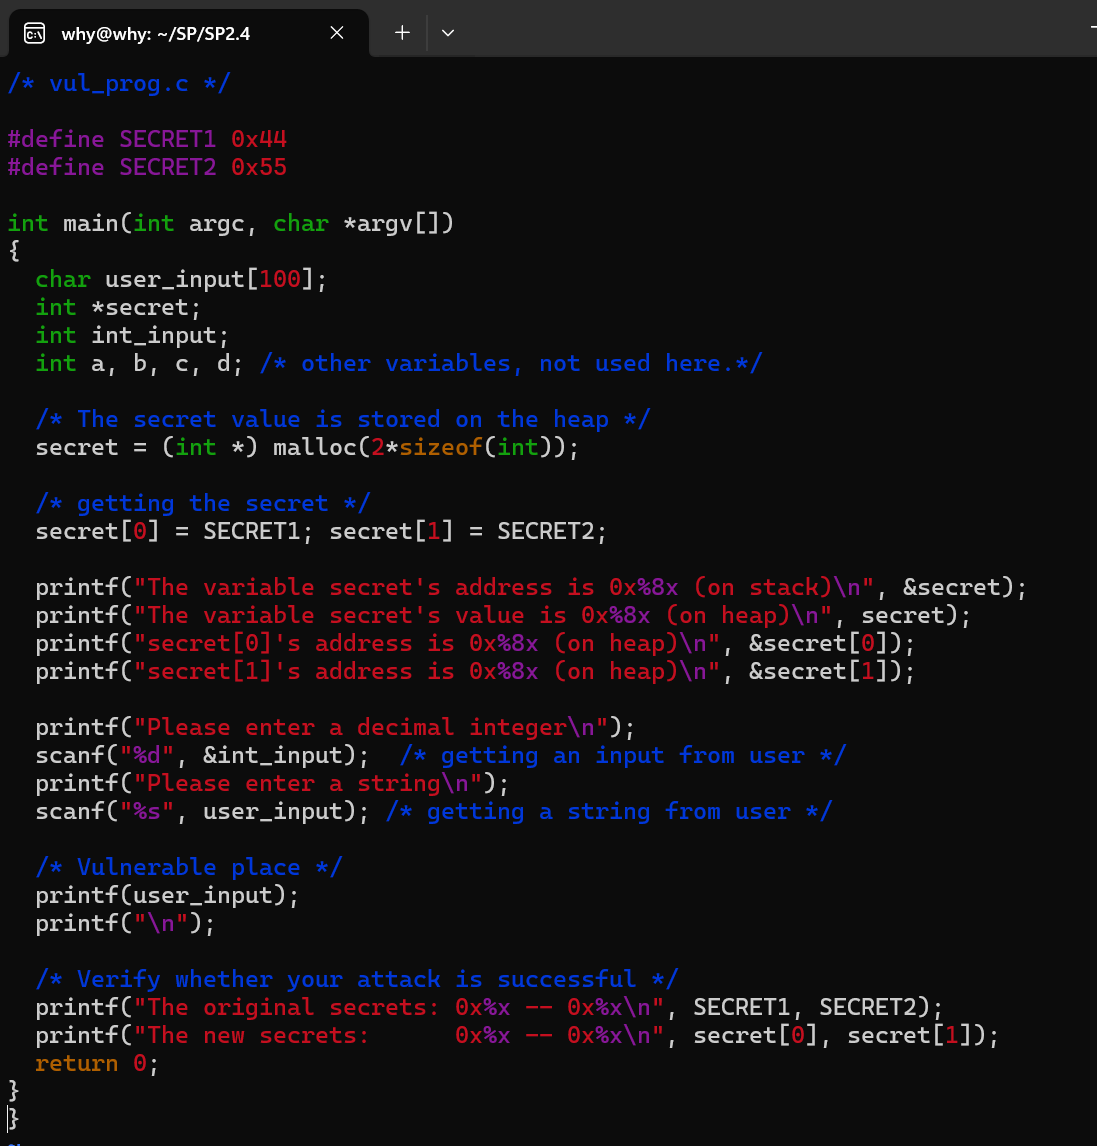 why@why: ~/SP/SP2.4
/* vul_prog.c */
#define SECRET1 0x44
#define SECRET2 0x55
int main(int argc, char *argv[])
{
  char user_input[100];
  int *secret;
  int int_input;
  int a, b, c, d; /* other variables, not used here.*/
  /* The secret value is stored on the heap */
  secret = (int *) malloc(2*sizeof(int));
  /* getting the secret */
  secret[0] = SECRET1; secret[1] = SECRET2;
  printf("The variable secret's address is 0x%8x (on stack)\n", &secret);
  printf("The variable secret's value is 0x%8x (on heap)\n", secret);
  printf("secret[0]'s address is 0x%8x (on heap)\n", &secret[0]);
  printf("secret[1]'s address is 0x%8x (on heap)\n", &secret[1]);
  printf("Please enter a decimal integer\n");
  scanf("%d", &int_input);  /* getting an input from user */
  printf("Please enter a string\n");
  scanf("%s", user_input); /* getting a string from user */
  /* Vulnerable place */
  printf(user_input);
  printf("\n");
  /* Verify whether your attack is successful */
  printf("The original secrets: 0x%x -- 0x%x\n", SECRET1, SECRET2);
  printf("The new secrets:      0x%x -- 0x%x\n", secret[0], secret[1]);
  return 0;
}
}